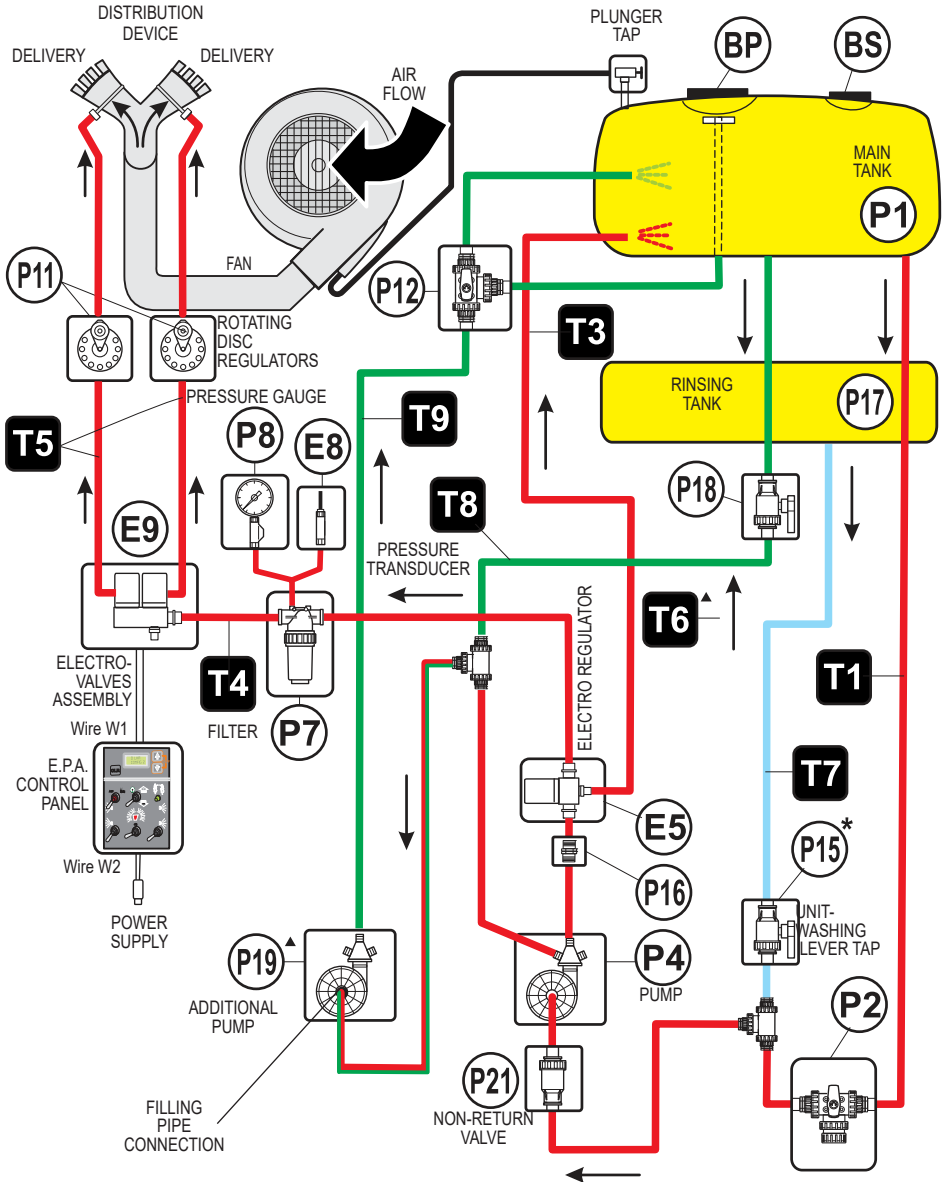 DISTRIBUTION
DEVICE
DELIVERY
DELIVERY
AIR
FLOW
PLUNGER
TAP
BP
BS
MAIN
TANK
P1
FAN
P12
P11
ROTATING
DISC
REGULATORS
T3
RINSING
TANK
P17
PRESSURE GAUGE
T5
P8
E8
T9
P18
T8
E9
PRESSURE
TRANSDUCER
T6▲
T1
ELECTRO-
VALVES
ASSEMBLY
T4
FILTER
P7
ELECTRO REGULATOR
Wire W1
E.P.A.
CONTROL
PANEL
T7
E5
P15*
P16
Wire W2
UNIT-
WASHING
LEVER TAP
POWER
SUPPLY
P19▲
ADDITIONAL
PUMP
P4
PUMP
P2
P21
NON-RETURN
VALVE
FILLING
PIPE
CONNECTION